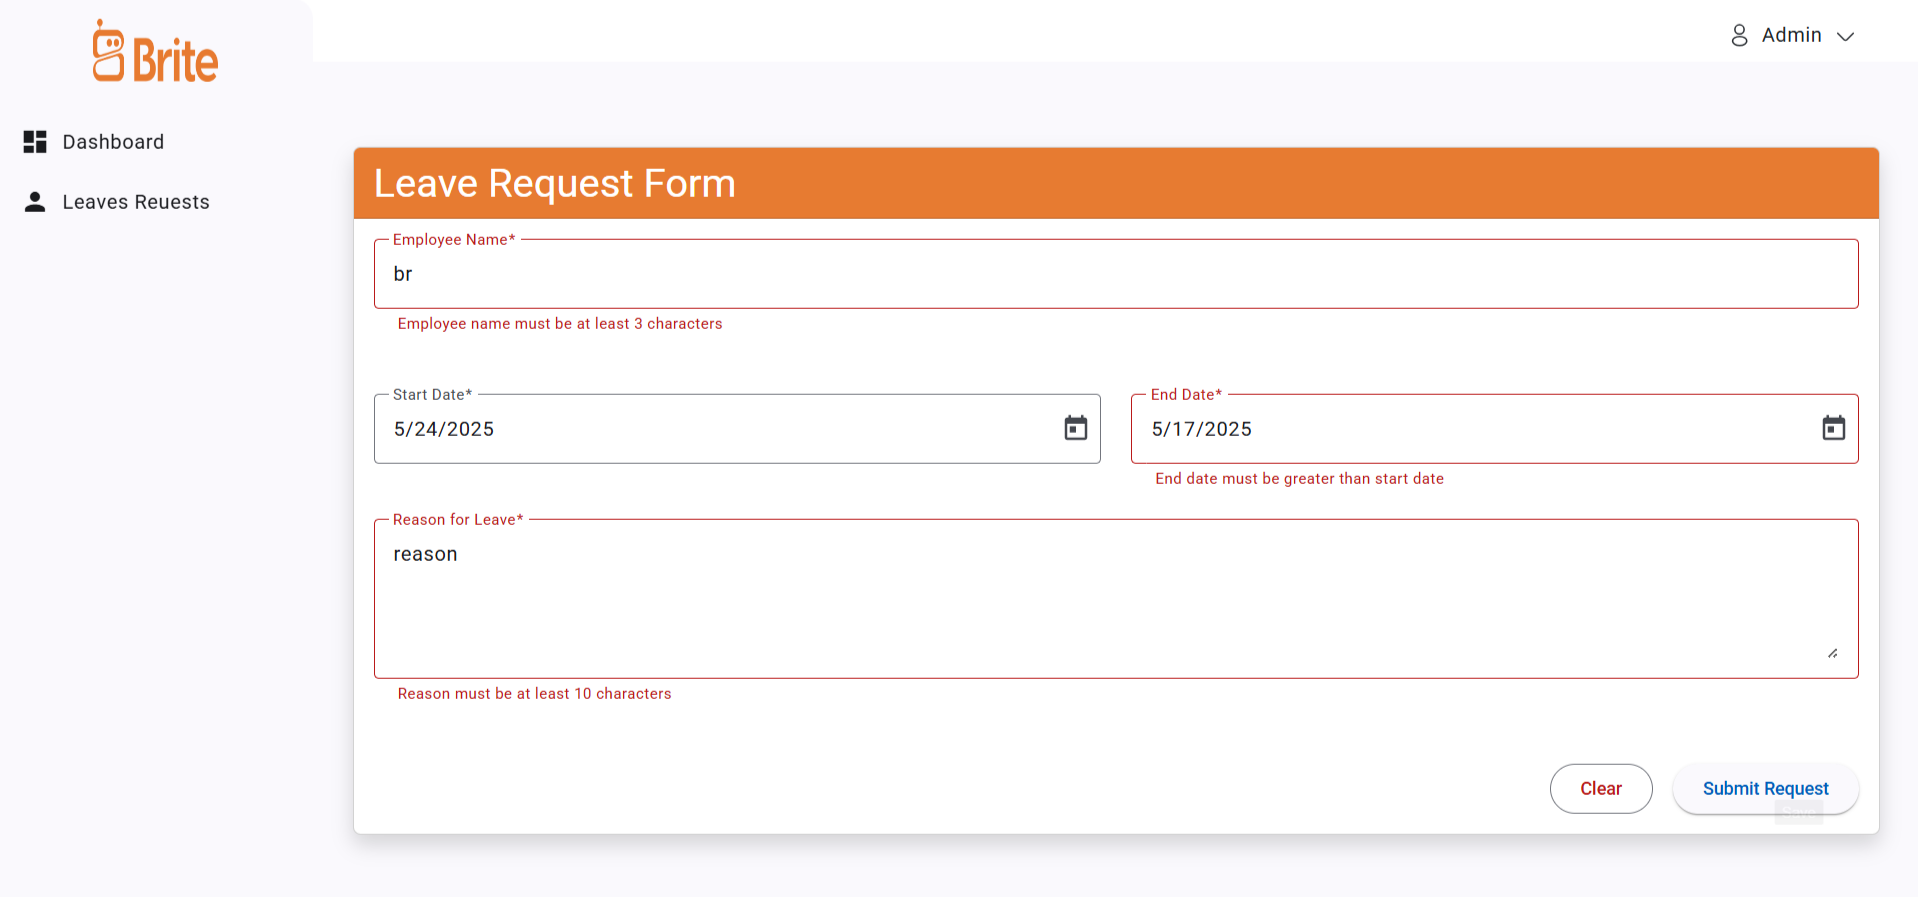 Brite
Admin
Dashboard
Leaves Reuests
Leave Request Form
Employee Name*
br
Employee name must be at least 3 characters
Start Date*
5/24/2025
End Date*
5/17/2025
End date must be greater than start date
Reason for Leave*
reason
Reason must be at least 10 characters
Clear
Submit Request
Save